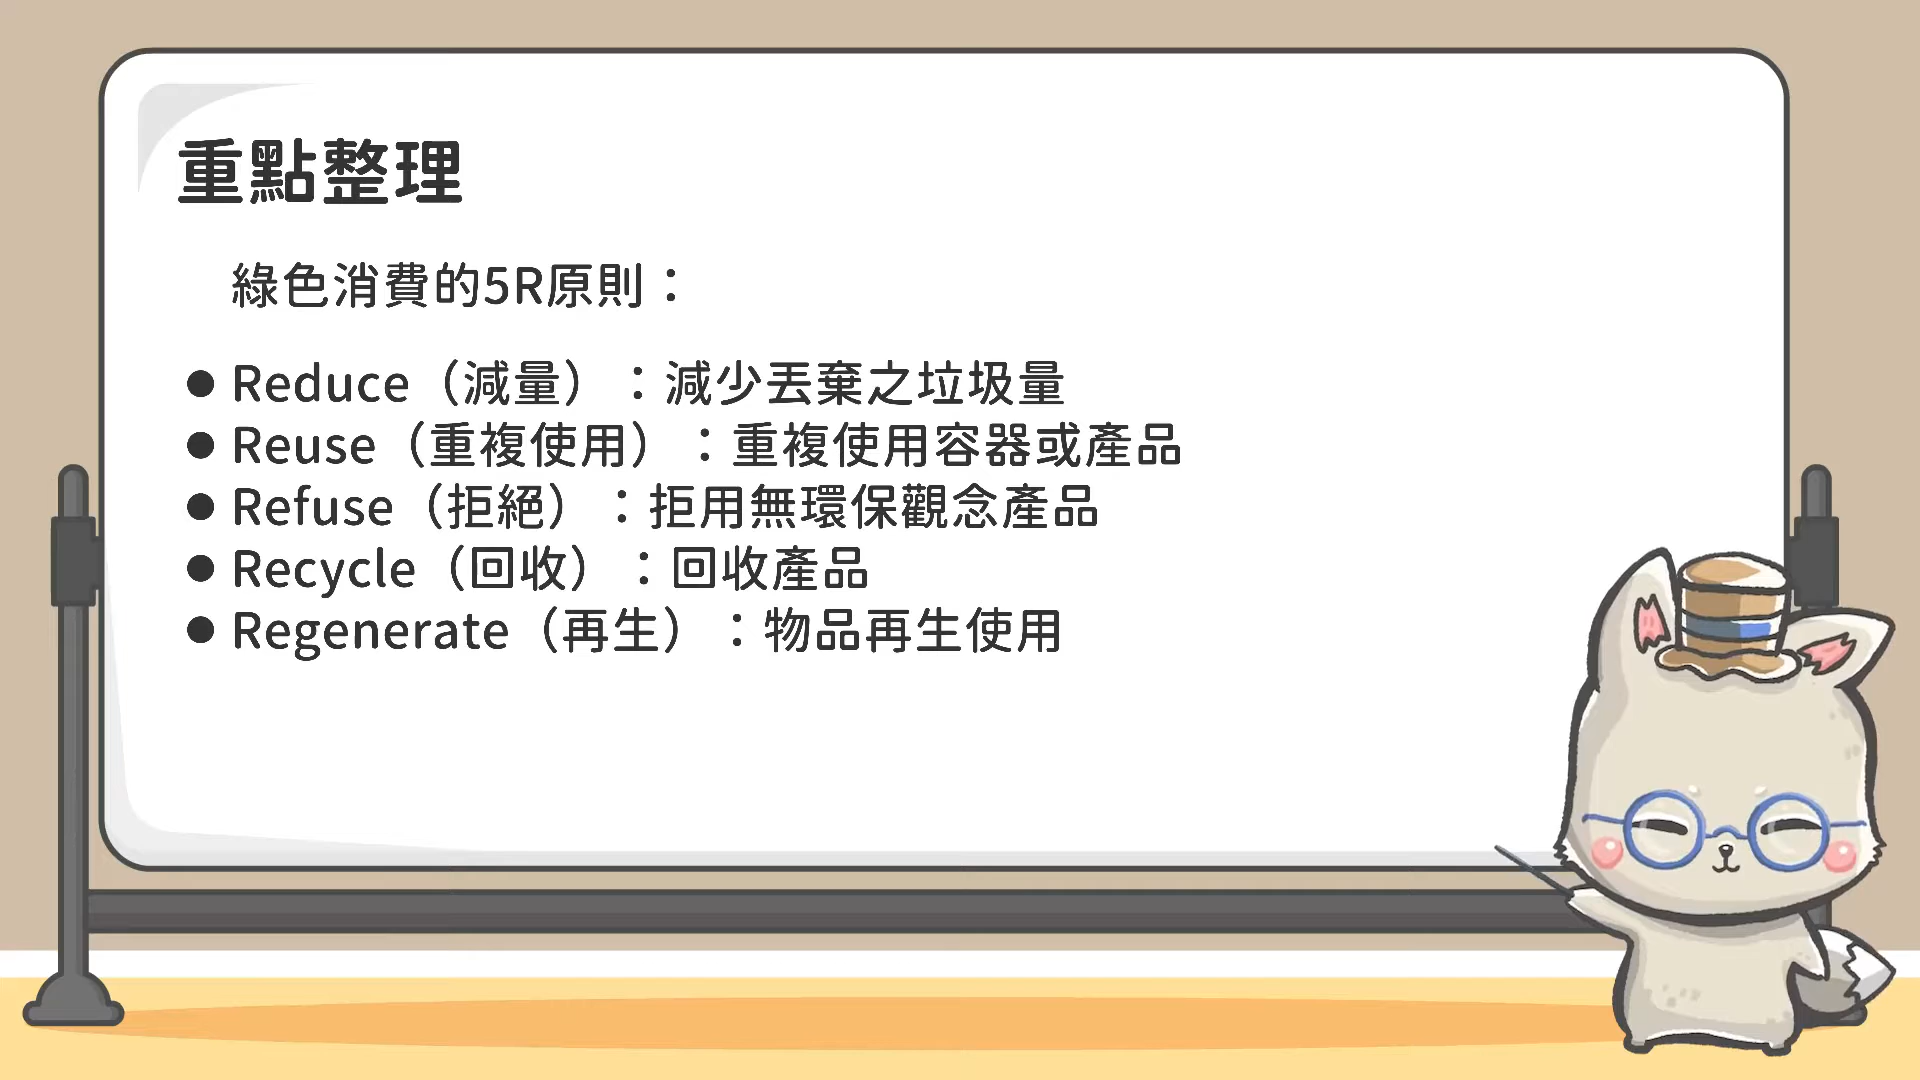 重點整理
綠色消費的5R原則：
● Reduce（減量）：減少丟棄之垃圾量
● Reuse（重複使用）：重複使用容器或產品
● Refuse（拒絕）：拒用無環保觀念產品
● Recycle（回收）：回收產品
● Regenerate（再生）：物品再生使用